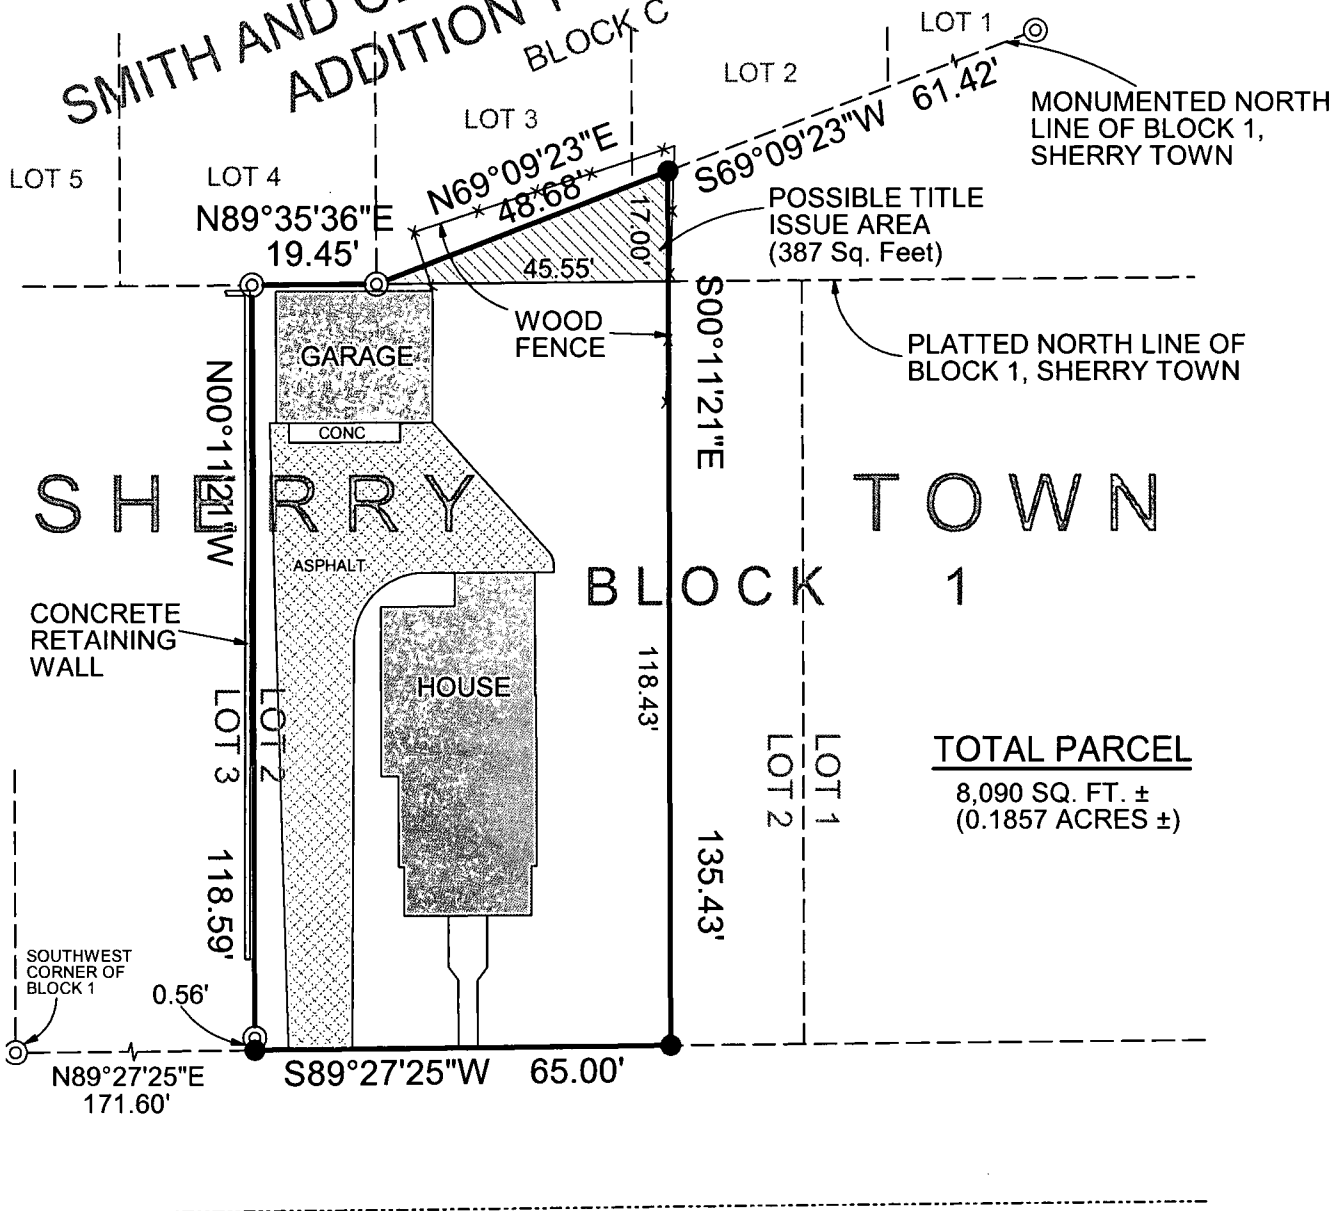 SMITH AND
ADDITION
BLOCK C
LOT 1
LOT 2
LOT 3
LOT 4
LOT 5
S69°09'23"W 61.42'
MONUMENTED NORTH
LINE OF BLOCK 1,
SHERRY TOWN
N69°09'23"E
48.68'
N89°35'36"E
19.45'
17.00'
45.55'
POSSIBLE TITLE
ISSUE AREA
(387 Sq. Feet)
WOOD
FENCE
S00°11'21"E
PLATTED NORTH LINE OF
BLOCK 1, SHERRY TOWN
GARAGE
CONC
N00°11'21"W
SHERRY TOWN
ASPHALT
BLOCK 1
CONCRETE
RETAINING
WALL
HOUSE
118.43'
LOT 3
LOT 2
LOT 2
LOT 1
TOTAL PARCEL
8,090 SQ. FT. ±
(0.1857 ACRES ±)
118.59'
135.43'
SOUTHWEST
CORNER OF
BLOCK 1
0.56'
N89°27'25"E
171.60'
S89°27'25"W 65.00'